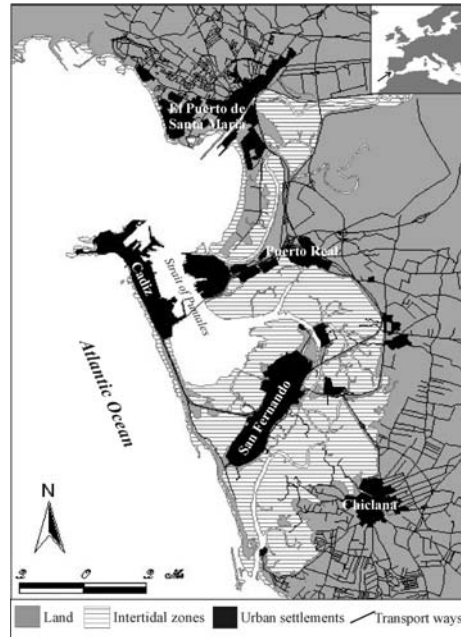 El Puerto de
Santa María
Puerto Real
Strait of Puntales
Cadiz
Atlantic Ocean
San Fernando
Chiclana
N
Land
Intertidal zones
Urban settlements
Transport ways